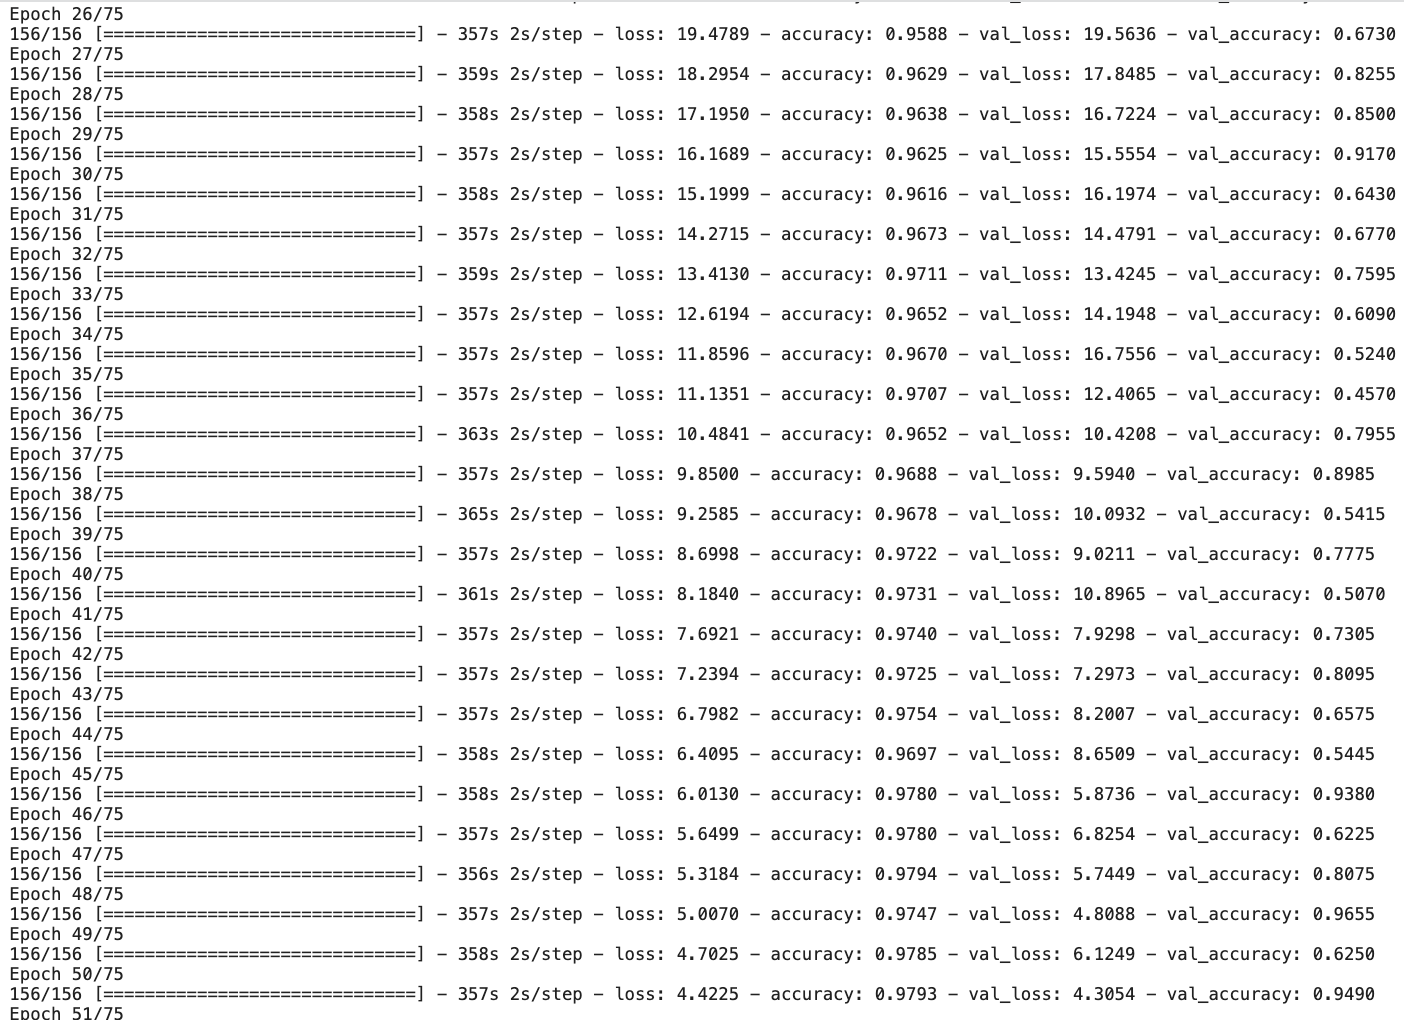 Epoch 26/75
156/156 [==============================] – 357s 2s/step – loss: 19.4789 – accuracy: 0.9588 – val_loss: 19.5636 – val_accuracy: 0.6730
Epoch 27/75
156/156 [==============================] – 359s 2s/step – loss: 18.2954 – accuracy: 0.9629 – val_loss: 17.8485 – val_accuracy: 0.8255
Epoch 28/75
156/156 [==============================] – 358s 2s/step – loss: 17.1950 – accuracy: 0.9638 – val_loss: 16.7224 – val_accuracy: 0.8500
Epoch 29/75
156/156 [==============================] – 357s 2s/step – loss: 16.1689 – accuracy: 0.9625 – val_loss: 15.5554 – val_accuracy: 0.9170
Epoch 30/75
156/156 [==============================] – 358s 2s/step – loss: 15.1999 – accuracy: 0.9616 – val_loss: 16.1974 – val_accuracy: 0.6430
Epoch 31/75
156/156 [==============================] – 357s 2s/step – loss: 14.2715 – accuracy: 0.9673 – val_loss: 14.4791 – val_accuracy: 0.6770
Epoch 32/75
156/156 [==============================] – 359s 2s/step – loss: 13.4130 – accuracy: 0.9711 – val_loss: 13.4245 – val_accuracy: 0.7595
Epoch 33/75
156/156 [==============================] – 357s 2s/step – loss: 12.6194 – accuracy: 0.9652 – val_loss: 14.1948 – val_accuracy: 0.6090
Epoch 34/75
156/156 [==============================] – 357s 2s/step – loss: 11.8596 – accuracy: 0.9670 – val_loss: 16.7556 – val_accuracy: 0.5240
Epoch 35/75
156/156 [==============================] – 357s 2s/step – loss: 11.1351 – accuracy: 0.9707 – val_loss: 12.4065 – val_accuracy: 0.4570
Epoch 36/75
156/156 [==============================] – 363s 2s/step – loss: 10.4841 – accuracy: 0.9652 – val_loss: 10.4208 – val_accuracy: 0.7955
Epoch 37/75
156/156 [==============================] – 357s 2s/step – loss: 9.8500 – accuracy: 0.9688 – val_loss: 9.5940 – val_accuracy: 0.8985
Epoch 38/75
156/156 [==============================] – 365s 2s/step – loss: 9.2585 – accuracy: 0.9678 – val_loss: 10.0932 – val_accuracy: 0.5415
Epoch 39/75
156/156 [==============================] – 357s 2s/step – loss: 8.6998 – accuracy: 0.9722 – val_loss: 9.0211 – val_accuracy: 0.7775
Epoch 40/75
156/156 [==============================] – 361s 2s/step – loss: 8.1840 – accuracy: 0.9731 – val_loss: 10.8965 – val_accuracy: 0.5070
Epoch 41/75
156/156 [==============================] – 357s 2s/step – loss: 7.6921 – accuracy: 0.9740 – val_loss: 7.9298 – val_accuracy: 0.7305
Epoch 42/75
156/156 [==============================] – 357s 2s/step – loss: 7.2394 – accuracy: 0.9725 – val_loss: 7.2973 – val_accuracy: 0.8095
Epoch 43/75
156/156 [==============================] – 357s 2s/step – loss: 6.7982 – accuracy: 0.9754 – val_loss: 8.2007 – val_accuracy: 0.6575
Epoch 44/75
156/156 [==============================] – 358s 2s/step – loss: 6.4095 – accuracy: 0.9697 – val_loss: 8.6509 – val_accuracy: 0.5445
Epoch 45/75
156/156 [==============================] – 358s 2s/step – loss: 6.0130 – accuracy: 0.9780 – val_loss: 5.8736 – val_accuracy: 0.9380
Epoch 46/75
156/156 [==============================] – 357s 2s/step – loss: 5.6499 – accuracy: 0.9780 – val_loss: 6.8254 – val_accuracy: 0.6225
Epoch 47/75
156/156 [==============================] – 356s 2s/step – loss: 5.3184 – accuracy: 0.9794 – val_loss: 5.7449 – val_accuracy: 0.8075
Epoch 48/75
156/156 [==============================] – 357s 2s/step – loss: 5.0070 – accuracy: 0.9747 – val_loss: 4.8088 – val_accuracy: 0.9655
Epoch 49/75
156/156 [==============================] – 358s 2s/step – loss: 4.7025 – accuracy: 0.9785 – val_loss: 6.1249 – val_accuracy: 0.6250
Epoch 50/75
156/156 [==============================] – 357s 2s/step – loss: 4.4225 – accuracy: 0.9793 – val_loss: 4.3054 – val_accuracy: 0.9490
Epoch 51/75